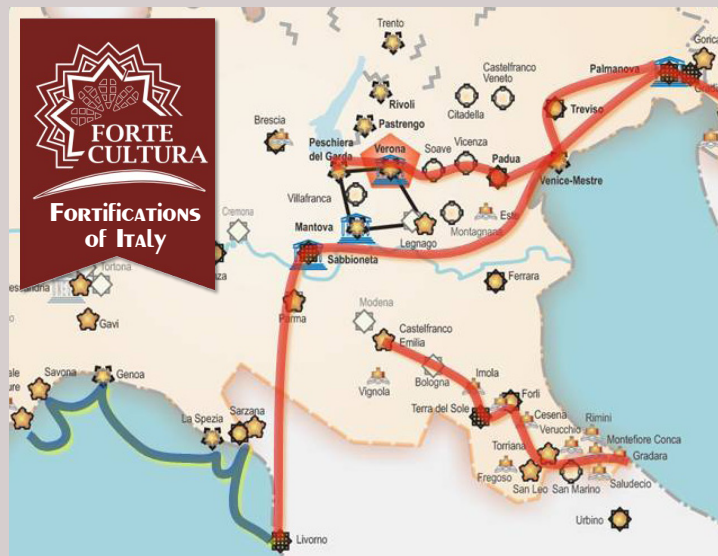 FORTE
CULTURA
FORTIFICATIONS
OF ITALY
Trento
Gorica
Palmanova
Rivoli
Castelfranco
Veneto
Citadella
Treviso
Brescia
Pastrengo
Peschiera
del Garda
Verona
Soave
Vicenza
Padua
Venice-Mestre
Villafranca
Cremona
Mantova
Legnago
Montagnana
Este
Sabbioneta
Tortona
Ferrara
Parma
Modena
Gavi
Castelfranco
Emilia
Savona
Genoa
Vignola
Bologna
Imola
Forli
La Spezia
Sarzana
Terra del Sole
Cesena
Rimini
Verucchio
Montefiore Conca
Torriana
Gradara
Fregoso
San Leo
San Marino
Saludecio
Urbino
Livorno